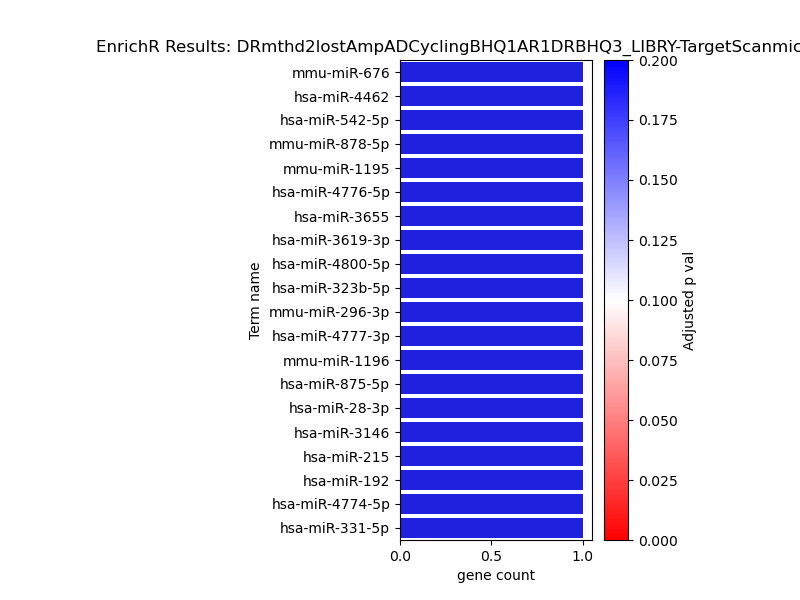 EnrichR Results: DRmthd2lostAmpADCyclingBHQ1AR1DRBHQ3_LIBRY-TargetScanmic
mmu-miR-676
hsa-miR-4462
hsa-miR-542-5p
mmu-miR-878-5p
mmu-miR-1195
hsa-miR-4776-5p
hsa-miR-3655
hsa-miR-3619-3p
hsa-miR-4800-5p
hsa-miR-323b-5p
mmu-miR-296-3p
hsa-miR-4777-3p
mmu-miR-1196
hsa-miR-875-5p
hsa-miR-28-3p
hsa-miR-3146
hsa-miR-215
hsa-miR-192
hsa-miR-4774-5p
hsa-miR-331-5p
Term name
0.0 0.5 1.0
gene count
0.200
0.175
0.150
0.125
0.100
0.075
0.050
0.025
0.000
Adjusted p val